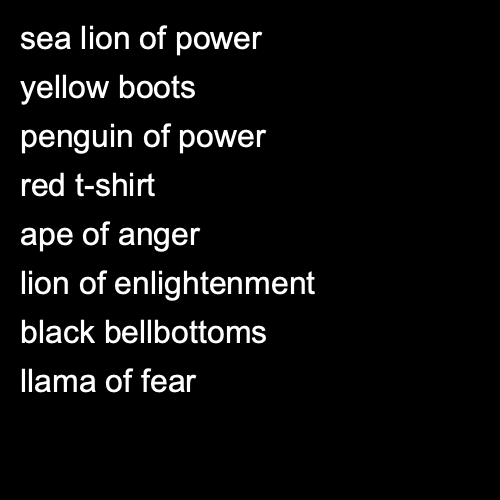 sea lion of power
yellow boots
penguin of power
red t-shirt
ape of anger
lion of enlightenment
black bellbottoms
llama of fear